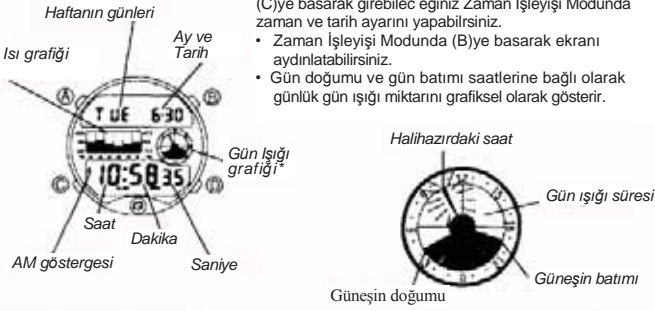 (C)ye basarak girebilec eğiniz Zaman İşleyişi Modunda
zaman ve tarih ayarını yapabilrsiniz.
• Zaman İşleyişi Modunda (B)ye basarak ekranı
aydınlatabilirsiniz.
• Gün doğumu ve gün batımı saatlerine bağlı olarak
günlük gün ışığı miktarını grafiksel olarak gösterir.
Haftanın günleri
Isı grafiği
Ay ve
Tarih
A
B
TUE 6-30
Gün Işığı
grafiği*
C
10:58 35
D
Saat
Dakika
AM göstergesi
Saniye
Halihazırdaki saat
Gün ışığı süresi
Güneşin batımı
Güneşin doğumu